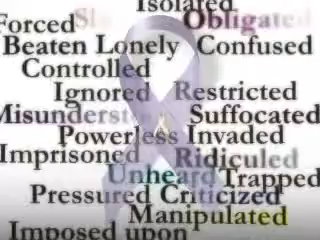 Isolated
Forced Obligated
Beaten Lonely Confused
Controlled
Ignored Restricted
Misunderst Suffocated
Powerless Invaded
Imprisoned Ridiculed
Unheard Trapped
Pressured Criticized
Manipulated
Imposed upon